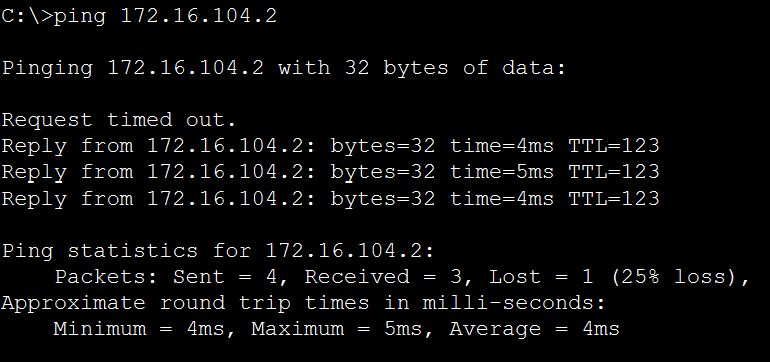 C:\>ping 172.16.104.2
Pinging 172.16.104.2 with 32 bytes of data:
Request timed out.
Reply from 172.16.104.2: bytes=32 time=4ms TTL=123
Reply from 172.16.104.2: bytes=32 time=5ms TTL=123
Reply from 172.16.104.2: bytes=32 time=4ms TTL=123
Ping statistics for 172.16.104.2:
    Packets: Sent = 4, Received = 3, Lost = 1 (25% loss),
Approximate round trip times in milli-seconds:
    Minimum = 4ms, Maximum = 5ms, Average = 4ms